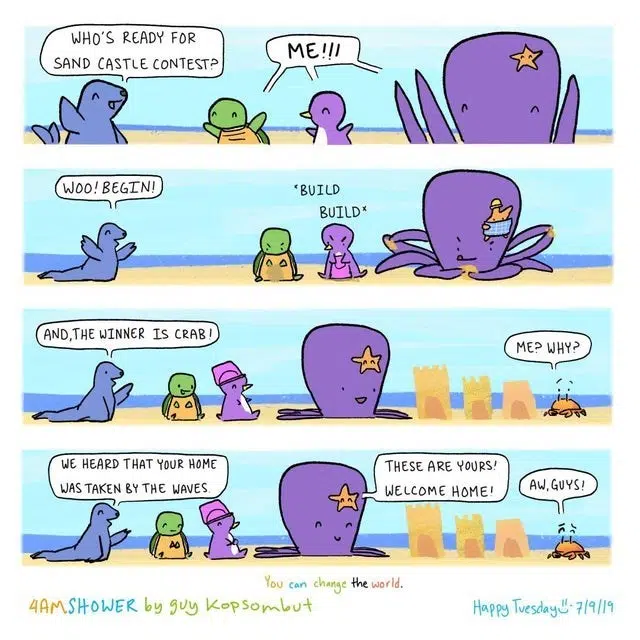 WHO'S READY FOR
SAND CASTLE CONTEST?
ME!!!
WOO! BEGIN!
*BUILD
BUILD*
AND, THE WINNER IS CRAB!
ME? WHY?
WE HEARD THAT YOUR HOME
WAS TAKEN BY THE WAVES
THESE ARE YOURS!
WELCOME HOME!
AW, GUYS!
You can change the world.
4AMSHOWER by guy kopsombut
Happy Tuesday!! - 7/9/19